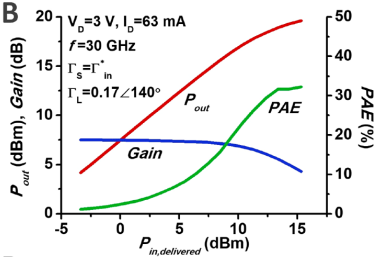 B
V_D=3 V, I_D=63 mA
f=30 GHz
Γ_S=Γ*_in
Γ_L=0.17∠140°
P_out
PAE
Gain
P_out (dBm), Gain (dB)
20
15
10
5
0
PAE (%)
50
40
30
20
10
0
-5 0 5 10 15
P_in,delivered (dBm)